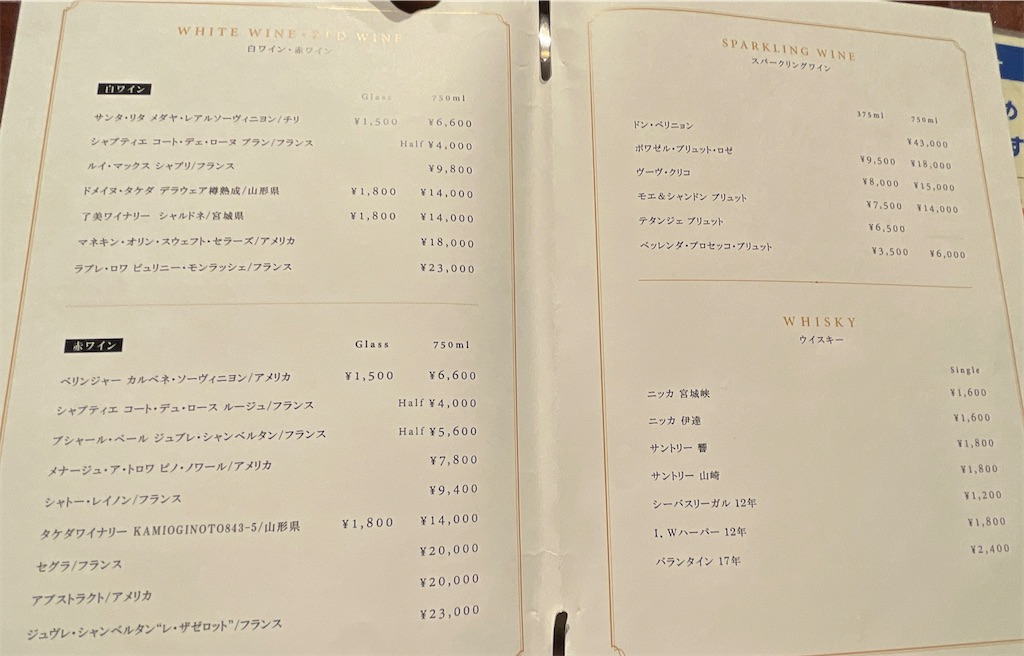 WHITE WINE・RED WINE
白ワイン・赤ワイン
白ワイン
Glass 750ml
サンタ・リタ メダヤ・レアルソーヴィニヨン/チリ ¥1,500 ¥6,600
シャプティエ コート・デュ・ローヌ ブラン/フランス Half ¥4,000
ルイ・マックス シャブリ/フランス ¥9,800
ドメイヌ・タケダ デラウェア樽熟成/山形県 ¥1,800 ¥14,000
了美ワイナリー シャルドネ/宮城県 ¥1,800 ¥14,000
マネキン・オリン・スウェフト・セラーズ/アメリカ ¥18,000
ラブレ・ロワ ピュリニー・モンラッシェ/フランス ¥23,000
赤ワイン
Glass 750ml
ベリンジャー カルベネ・ソーヴィニヨン/アメリカ ¥1,500 ¥6,600
シャプティエ コート・デュ・ロース ルージュ/フランス Half ¥4,000
ブシャール・ペール ジュブレ・シャンベルタン/フランス Half ¥5,600
メナージュ・ア・トロワ ピノ・ノワール/アメリカ ¥7,800
シャトー・レイノン/フランス ¥9,400
タケダワイナリー KAMIOGINOTO843-5/山形県 ¥1,800 ¥14,000
セグラ/フランス ¥20,000
アブストラクト/アメリカ ¥20,000
ジュヴレ・シャンベルタン“レ・ザゼロット”/フランス ¥23,000
SPARKLING WINE
スパークリングワイン
375ml 750ml
ドン・ペリニョン ¥43,000
ポワゼル・ブリュット・ロゼ ¥9,500 ¥18,000
ヴーヴ・クリコ ¥8,000 ¥15,000
モエ&シャンドン ブリュット ¥7,500 ¥14,000
テタンジェ ブリュット ¥6,500
ベッレンダ・プロセッコ・ブリュット ¥3,500 ¥6,000
WHISKY
ウイスキー
Single
ニッカ 宮城峡 ¥1,600
ニッカ 伊達 ¥1,600
サントリー 響 ¥1,800
サントリー 山崎 ¥1,800
シーバスリーガル 12年 ¥1,200
I.Wハーパー 12年 ¥1,800
バランタイン 17年 ¥2,400
め
す